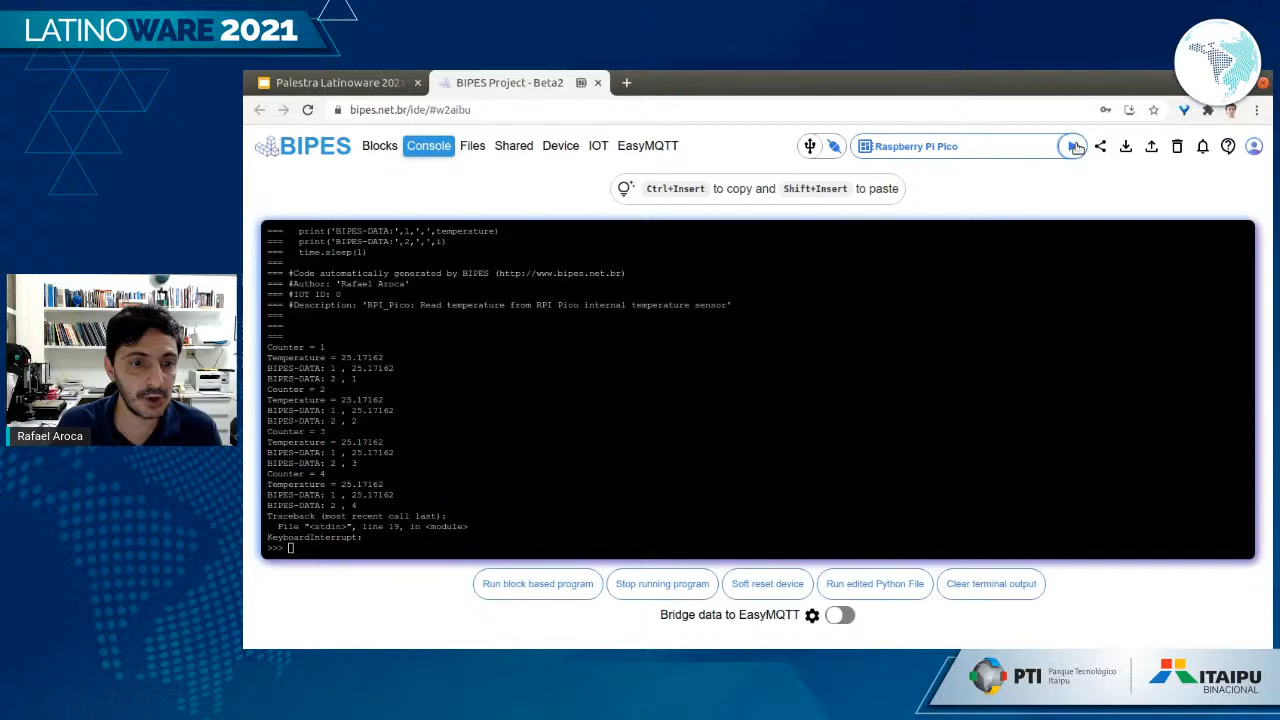 LATINOWARE 2021
Palestra Latinoware 2021
BIPES Project - Beta2
bipes.net.br/ide/#w2aibu
BIPES
Blocks
Console
Files
Shared
Device
IOT
EasyMQTT
Raspberry Pi Pico
Ctrl+Insert to copy and Shift+Insert to paste
=== print('BIPES-DATA:',1,',',temperature)
=== print('BIPES-DATA:',2,',',i)
=== time.sleep(1)
===
=== #Code automatically generated by BIPES (http://www.bipes.net.br)
=== #Author: 'Rafael Aroca'
=== #IOT ID: 0
=== #Description: 'RPI_Pico: Read temperature from RPI Pico internal temperature sensor'
===
===
===
Counter = 1
Temperature = 25.17162
BIPES-DATA: 1 , 25.17162
BIPES-DATA: 2 , 1
Counter = 2
Temperature = 25.17162
BIPES-DATA: 1 , 25.17162
BIPES-DATA: 2 , 2
Counter = 3
Temperature = 25.17162
BIPES-DATA: 1 , 25.17162
BIPES-DATA: 2 , 3
Counter = 4
Temperature = 25.17162
BIPES-DATA: 1 , 25.17162
BIPES-DATA: 2 , 4
Traceback (most recent call last):
File "<stdin>", line 19, in <module>
KeyboardInterrupt:
>>>
Rafael Aroca
Run block based program
Stop running program
Soft reset device
Run edited Python File
Clear terminal output
Bridge data to EasyMQTT
PTI Parque Tecnológico Itaipu
ITAIPU
BINACIONAL